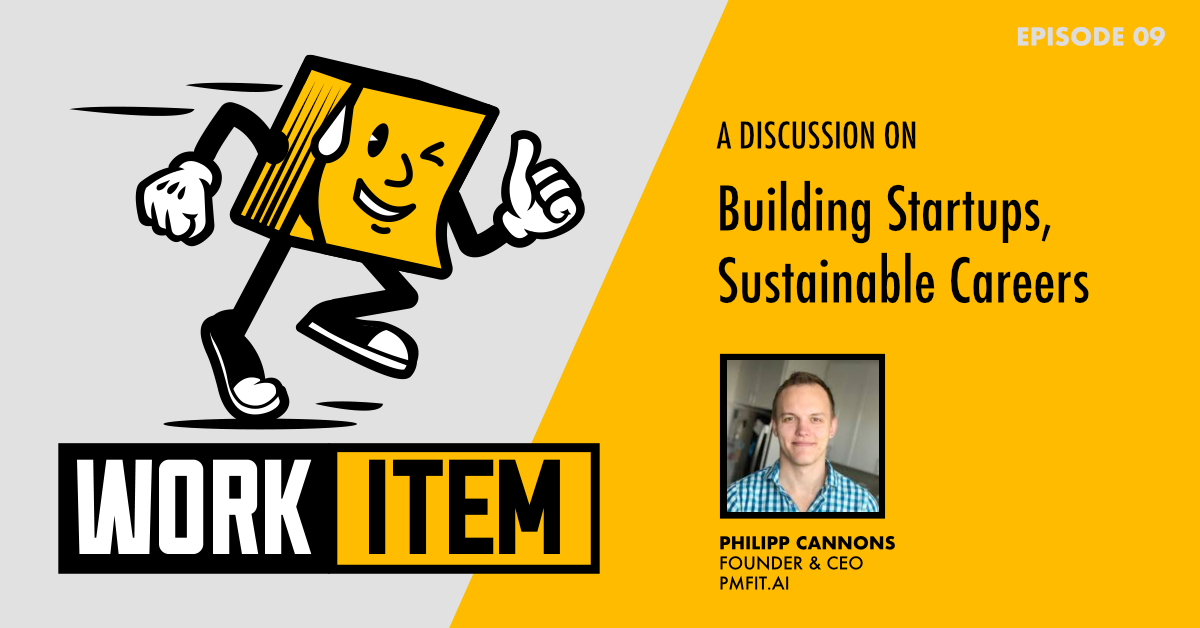 EPISODE 09
A DISCUSSION ON
Building Startups,
Sustainable Careers
WORK ITEM
PHILIPP CANNONS
FOUNDER & CEO
PMFIT.AI